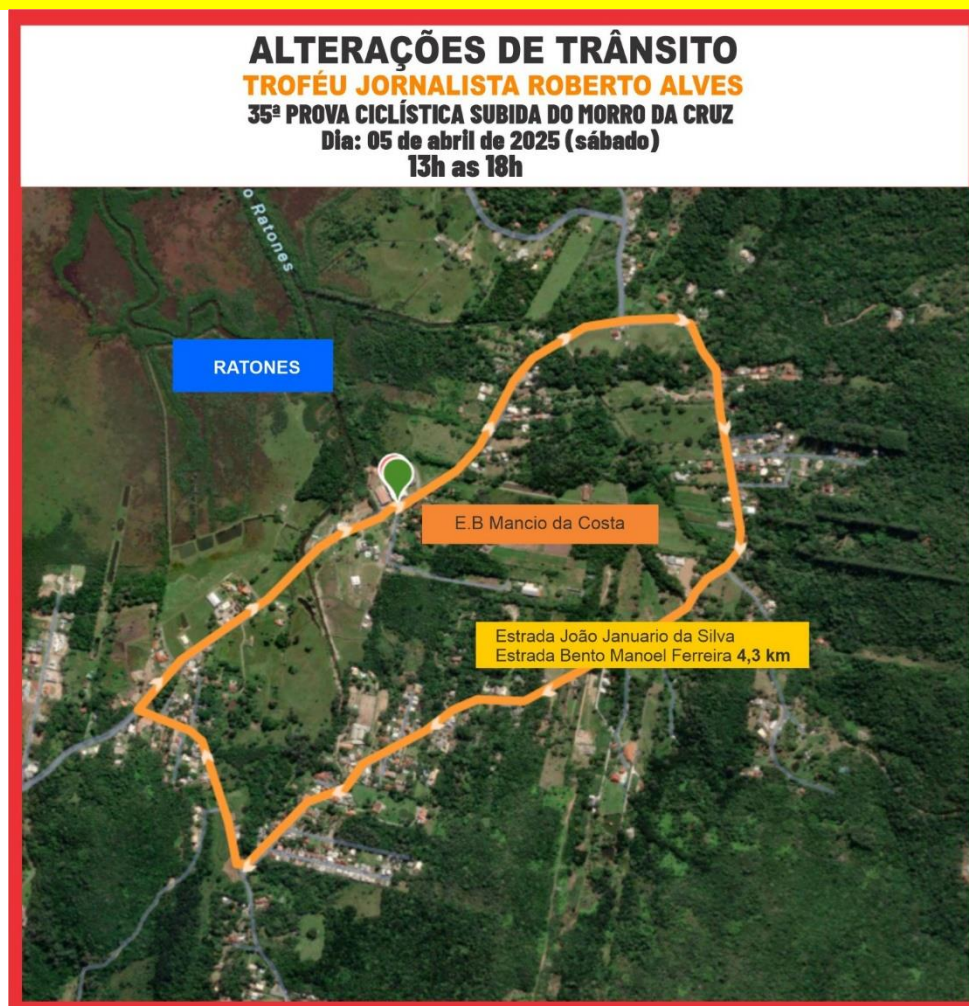 ALTERAÇÕES DE TRÂNSITO
TROFÉU JORNALISTA ROBERTO ALVES
35ª PROVA CICLÍSTICA SUBIDA DO MORRO DA CRUZ
Dia: 05 de abril de 2025 (sábado)
13h as 18h
o Ratones
RATONES
E.B Mancio da Costa
Estrada João Januario da Silva
Estrada Bento Manoel Ferreira 4,3 km